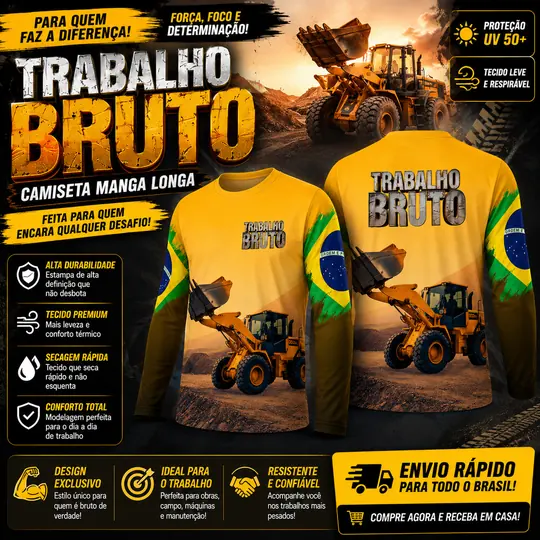 PARA QUEM
FAZ A DIFERENÇA!
FORÇA, FOCO E
DETERMINAÇÃO!
PROTEÇÃO
UV 50+
TECIDO LEVE
E RESPIRÁVEL
TRABALHO
BRUTO
CAMISETA MANGA LONGA
FEITA PARA QUEM
ENCARA QUALQUER DESAFIO!
TRABALHO
BRUTO
TRABALHO
BRUTO
ALTA DURABILIDADE
Estampa de alta
definição que não
desbota
TECIDO PREMIUM
Mais leveza e
conforto térmico
SECAGEM RÁPIDA
Tecido que seca
rápido e não
esquenta
CONFORTO TOTAL
Modelagem perfeita
para o dia a dia
de trabalho
DESIGN
EXCLUSIVO
Estilo único para
quem é bruto de
verdade!
IDEAL PARA
O TRABALHO
Perfeita para obras,
campo, máquinas
e manutenção!
RESISTENTE
E CONFIÁVEL
Acompanhe você
nos trabalhos mais
pesados!
ENVIO RÁPIDO
PARA TODO O BRASIL!
COMPRE AGORA E RECEBA EM CASA!